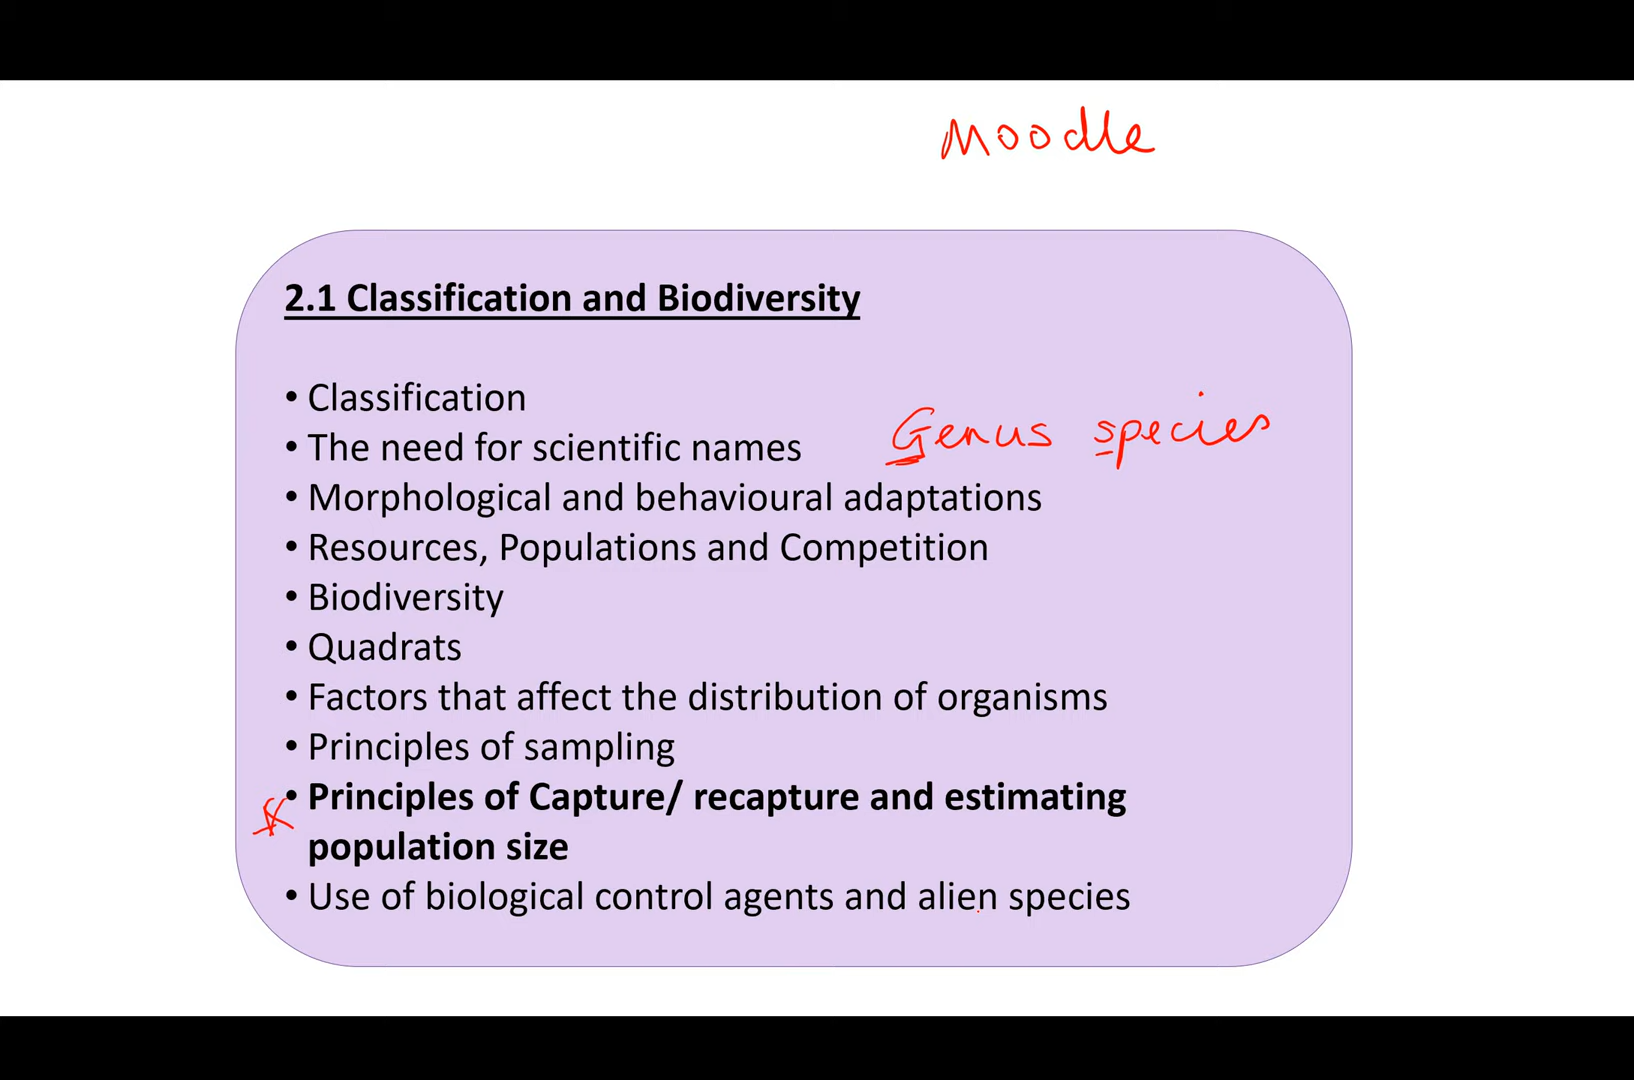 Moodle
2.1 Classification and Biodiversity
• Classification
• The need for scientific names
Genus species
• Morphological and behavioural adaptations
• Resources, Populations and Competition
• Biodiversity
• Quadrats
• Factors that affect the distribution of organisms
• Principles of sampling
• Principles of Capture/ recapture and estimating
population size
• Use of biological control agents and alien species